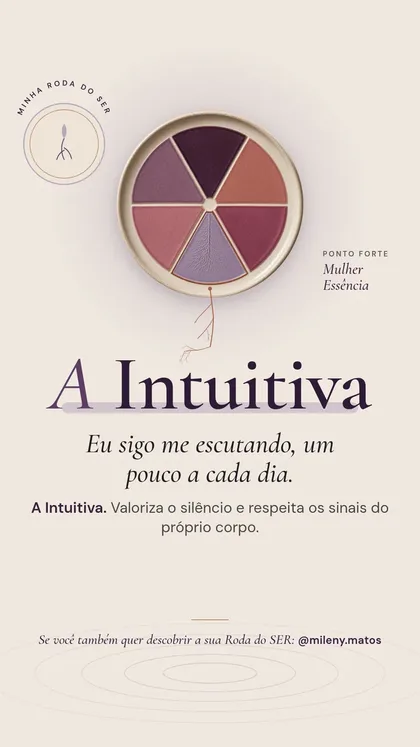 MINHA RODA DO SER
PONTO FORTE
Mulher
Essência
A Intuitiva
Eu sigo me escutando, um
pouco a cada dia.
A Intuitiva. Valoriza o silêncio e respeita os sinais do
próprio corpo.
Se você também quer descobrir a sua Roda do SER: @mileny.matos